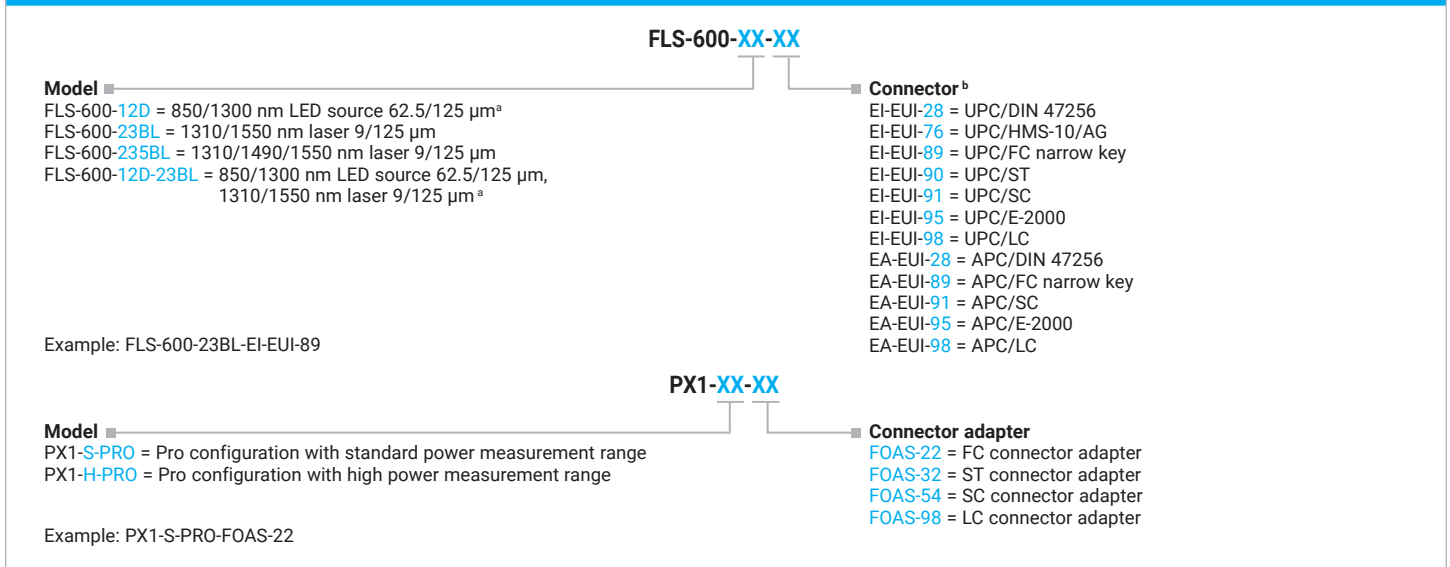 FLS-600-XX-XX
Model
FLS-600-12D = 850/1300 nm LED source 62.5/125 µmᵃ
FLS-600-23BL = 1310/1550 nm laser 9/125 µm
FLS-600-235BL = 1310/1490/1550 nm laser 9/125 µm
FLS-600-12D-23BL = 850/1300 nm LED source 62.5/125 µm,
1310/1550 nm laser 9/125 µm ᵃ
Example: FLS-600-23BL-EI-EUI-89
Connector ᵇ
EI-EUI-28 = UPC/DIN 47256
EI-EUI-76 = UPC/HMS-10/AG
EI-EUI-89 = UPC/FC narrow key
EI-EUI-90 = UPC/ST
EI-EUI-91 = UPC/SC
EI-EUI-95 = UPC/E-2000
EI-EUI-98 = UPC/LC
EA-EUI-28 = APC/DIN 47256
EA-EUI-89 = APC/FC narrow key
EA-EUI-91 = APC/SC
EA-EUI-95 = APC/E-2000
EA-EUI-98 = APC/LC
PX1-XX-XX
Model
PX1-S-PRO = Pro configuration with standard power measurement range
PX1-H-PRO = Pro configuration with high power measurement range
Example: PX1-S-PRO-FOAS-22
Connector adapter
FOAS-22 = FC connector adapter
FOAS-32 = ST connector adapter
FOAS-54 = SC connector adapter
FOAS-98 = LC connector adapter